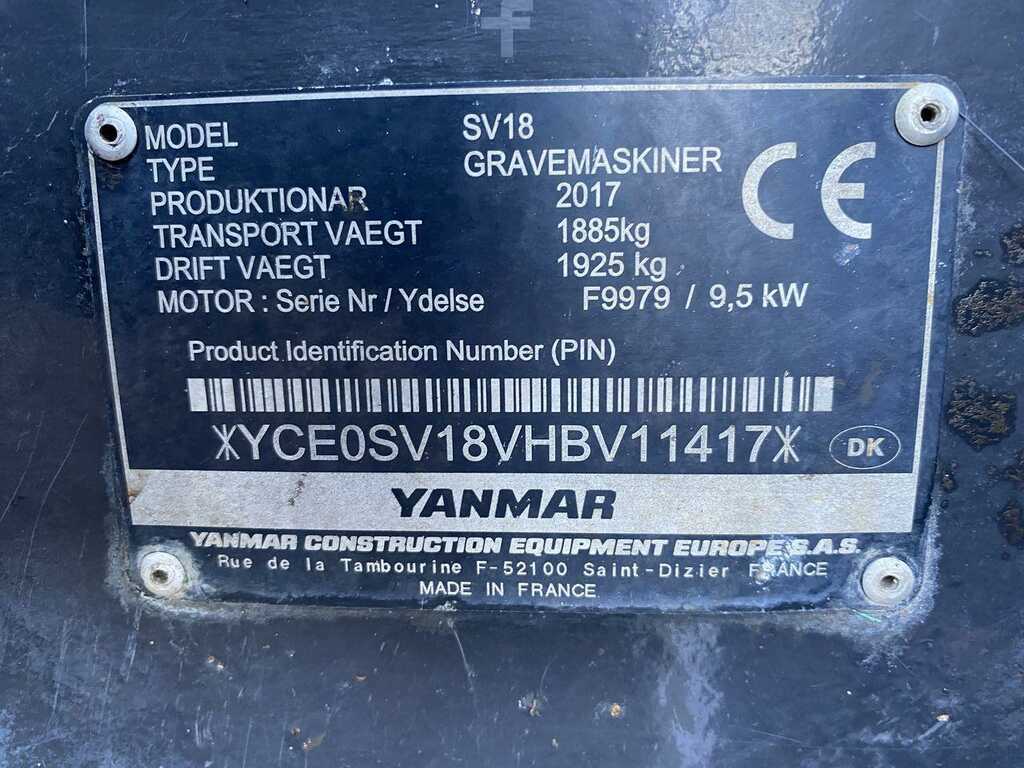 MODEL SV18
TYPE GRAVEMASKINER
PRODUKTIONAR 2017
TRANSPORT VAEGT 1885kg
DRIFT VAEGT 1925 kg
MOTOR : Serie Nr / Ydelse F9979 / 9,5 kW
CE
Product Identification Number (PIN)
*YCE0SV18VHBV11417*
DK
YANMAR
YANMAR CONSTRUCTION EQUIPMENT EUROPE S.A.S.
Rue de la Tambourine F-52100 Saint-Dizier FRANCE
MADE IN FRANCE